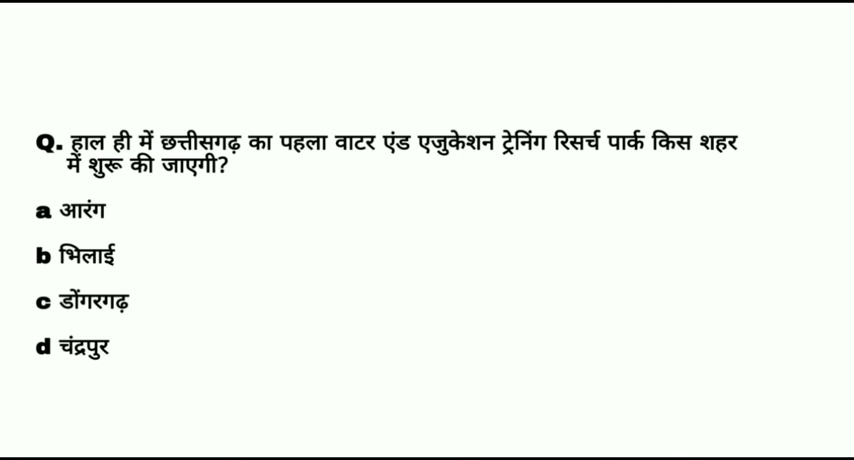 Q. हाल ही में छत्तीसगढ़ का पहला वाटर एंड एजुकेशन ट्रेनिंग रिसर्च पार्क किस शहर
में शुरू की जाएगी?
a आरंग
b भिलाई
c डोंगरगढ़
d चंद्रपुर